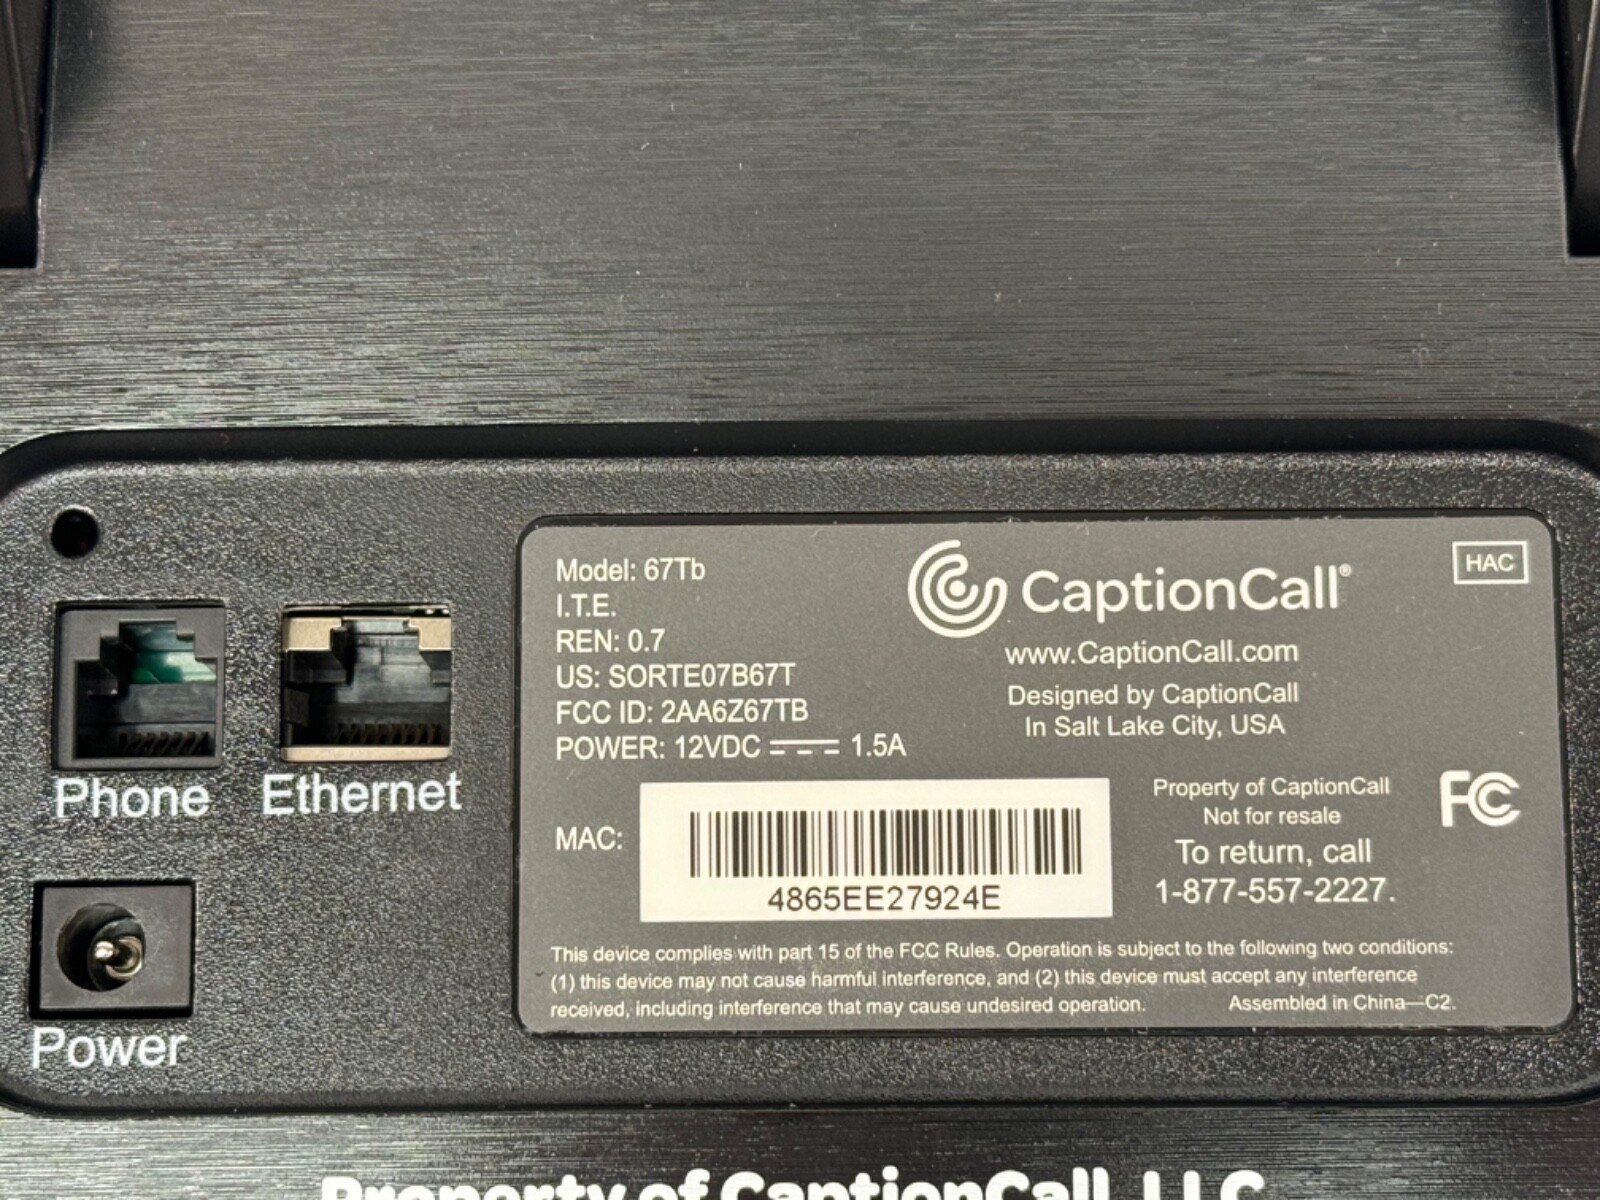 Phone
Ethernet
Power
Model: 67Tb
I.T.E.
REN: 0.7
US: SORTE07B67T
FCC ID: 2AA6Z67TB
POWER: 12VDC 1.5A
CaptionCall®
HAC
www.CaptionCall.com
Designed by CaptionCall
In Salt Lake City, USA
MAC:
4865EE27924E
Property of CaptionCall
Not for resale
To return, call
1-877-557-2227.
FC
This device complies with part 15 of the FCC Rules. Operation is subject to the following two conditions:
(1) this device may not cause harmful interference, and (2) this device must accept any interference
received, including interference that may cause undesired operation.
Assembled in China—C2.
Property of CaptionCall, LLC